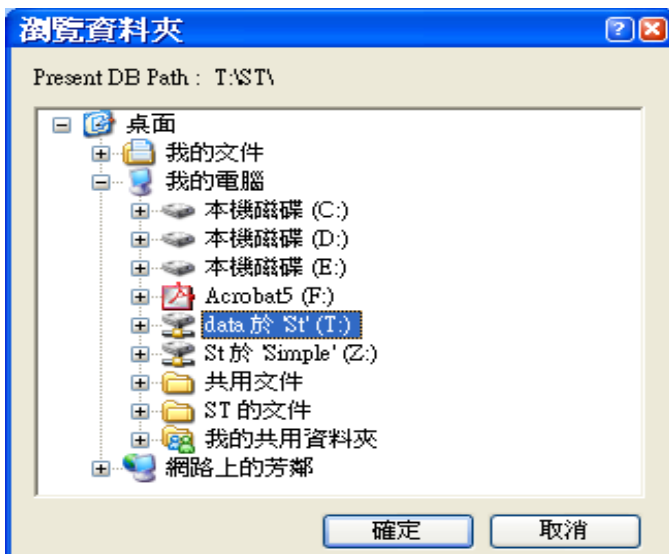 瀏覽資料夾
Present DB Path : T:\ST\
桌面
我的文件
我的電腦
本機磁碟 (C:)
本機磁碟 (D:)
本機磁碟 (E:)
Acrobat5 (F:)
data 於 'St' (T:)
St 於 'Simple' (Z:)
共用文件
ST 的文件
我的共用資料夾
網路上的芳鄰
確定 取消